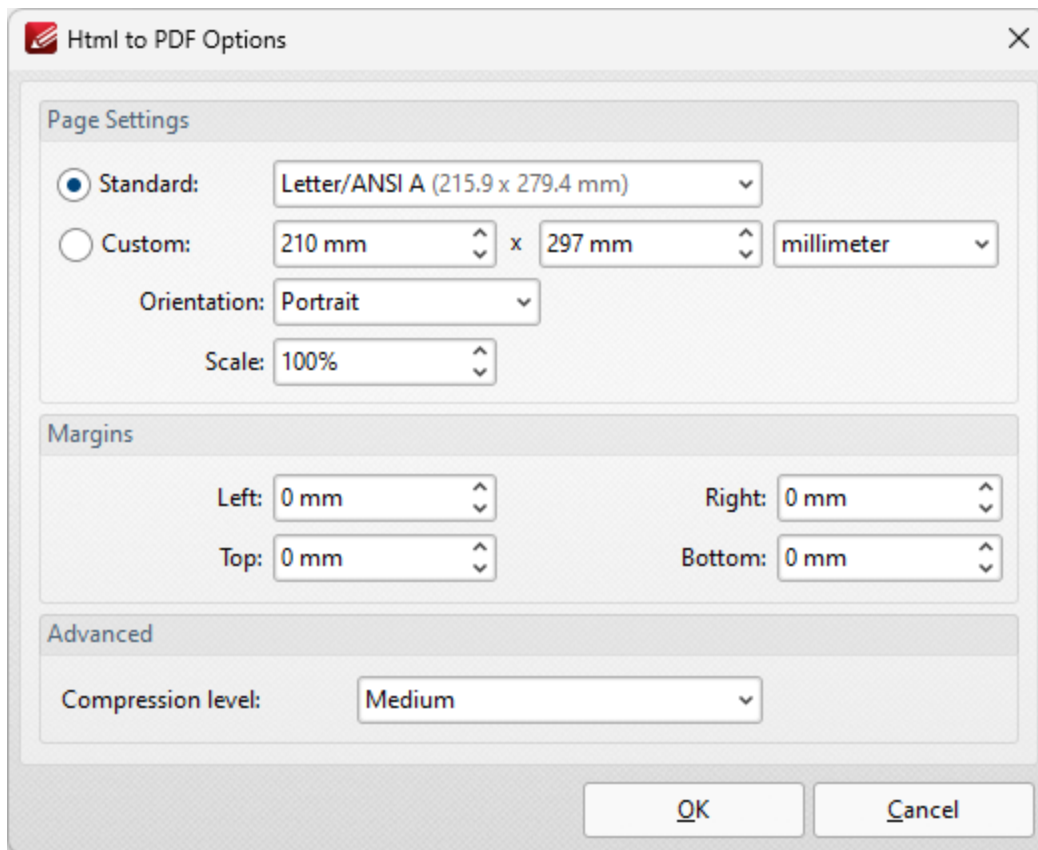 Html to PDF Options
Page Settings
Standard: Letter/ANSI A (215.9 x 279.4 mm)
Custom: 210 mm x 297 mm millimeter
Orientation: Portrait
Scale: 100%
Margins
Left: 0 mm Right: 0 mm
Top: 0 mm Bottom: 0 mm
Advanced
Compression level: Medium
OK Cancel